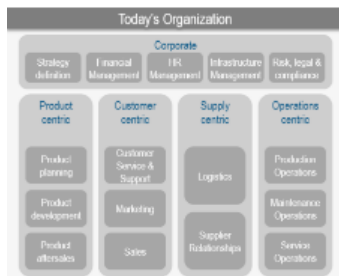 Today's Organization
Corporate
Strategy
definition
Financial
Management
HR
Management
Infrastructure
Management
Risk, legal &
compliance
Product
centric
Product
planning
Product
development
Product
aftersales
Customer
centric
Customer
Service &
Support
Marketing
Sales
Supply
centric
Logistics
Supplier
Relationships
Operations
centric
Production
Operations
Maintenance
Operations
Service
Operations